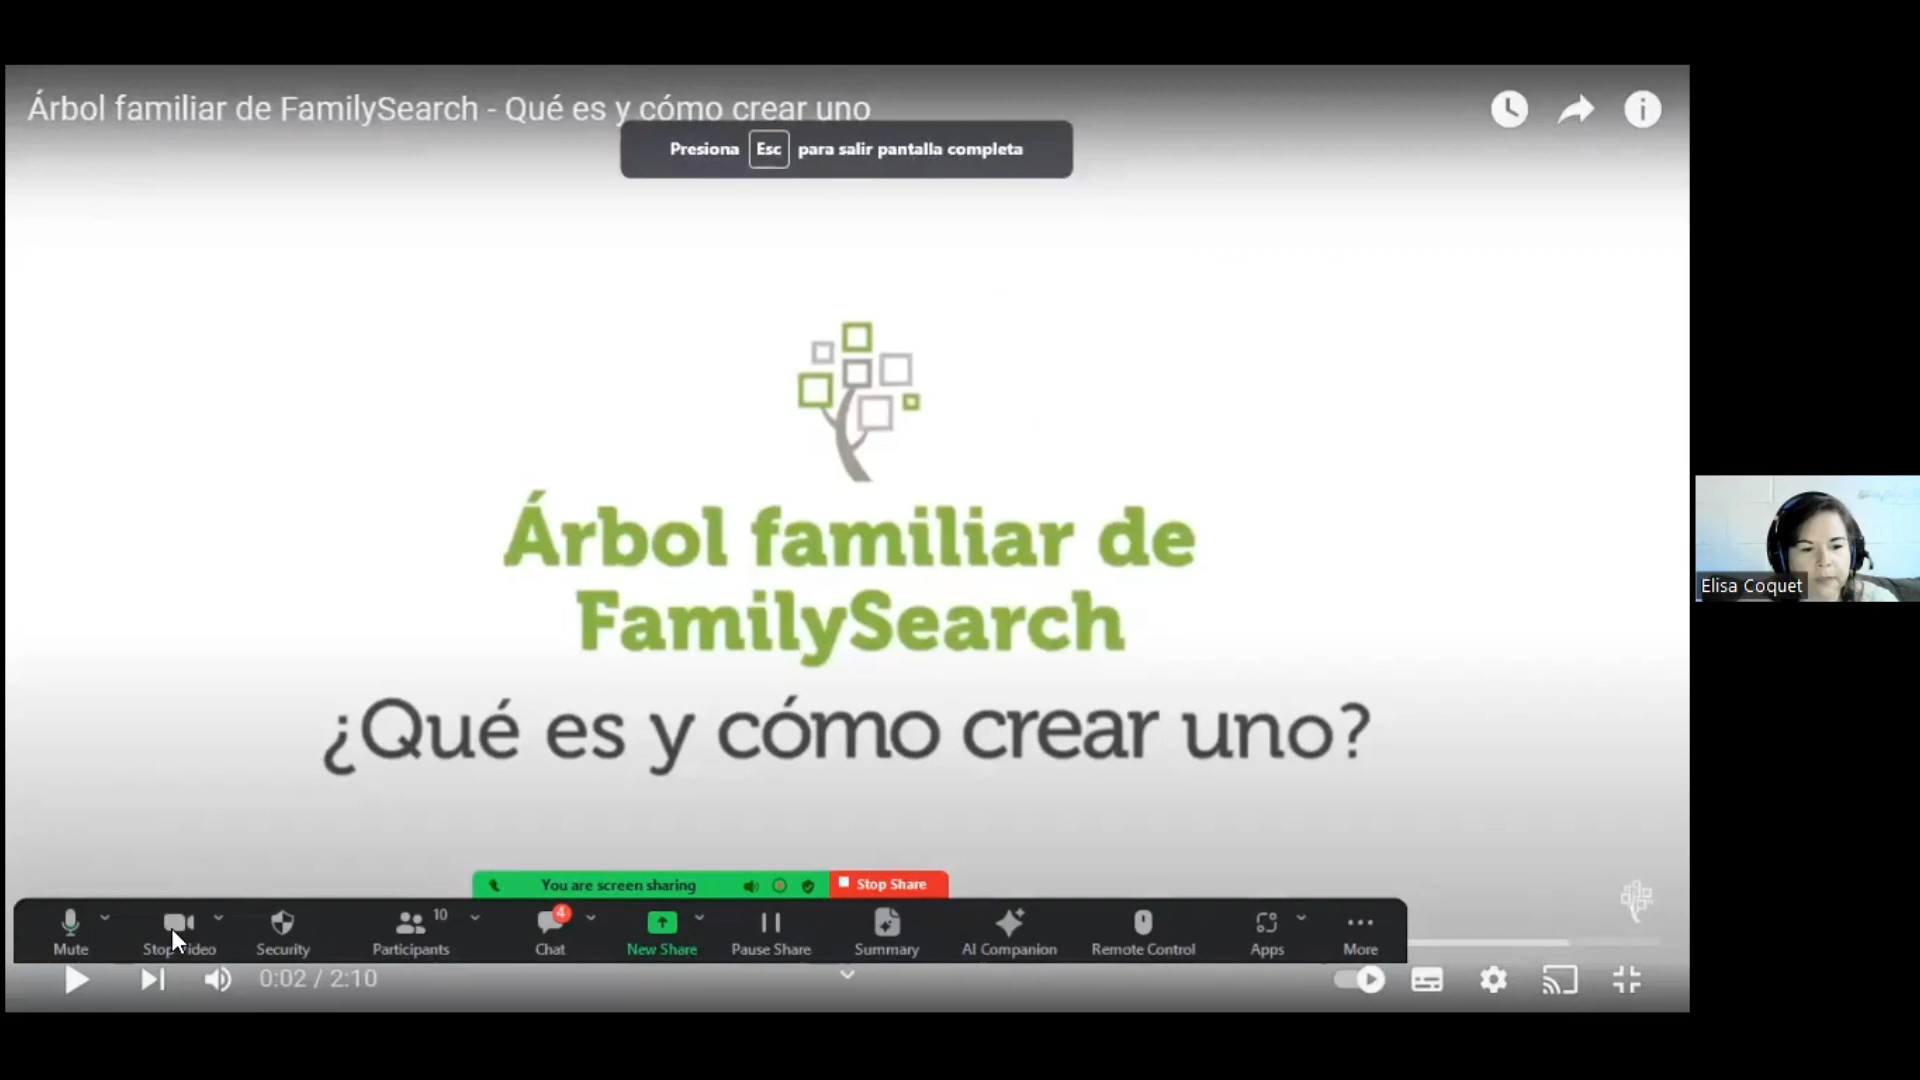 Árbol familiar de FamilySearch - Qué es y cómo crear uno
Presiona Esc para salir pantalla completa
Árbol familiar de
FamilySearch
¿Qué es y cómo crear uno?
Elisa Coquet
You are screen sharing
Stop Share
Mute
Stop Video
Security
Participants
10
Chat
4
New Share
Pause Share
Summary
AI Companion
Remote Control
Apps
More
0:02 / 2:10